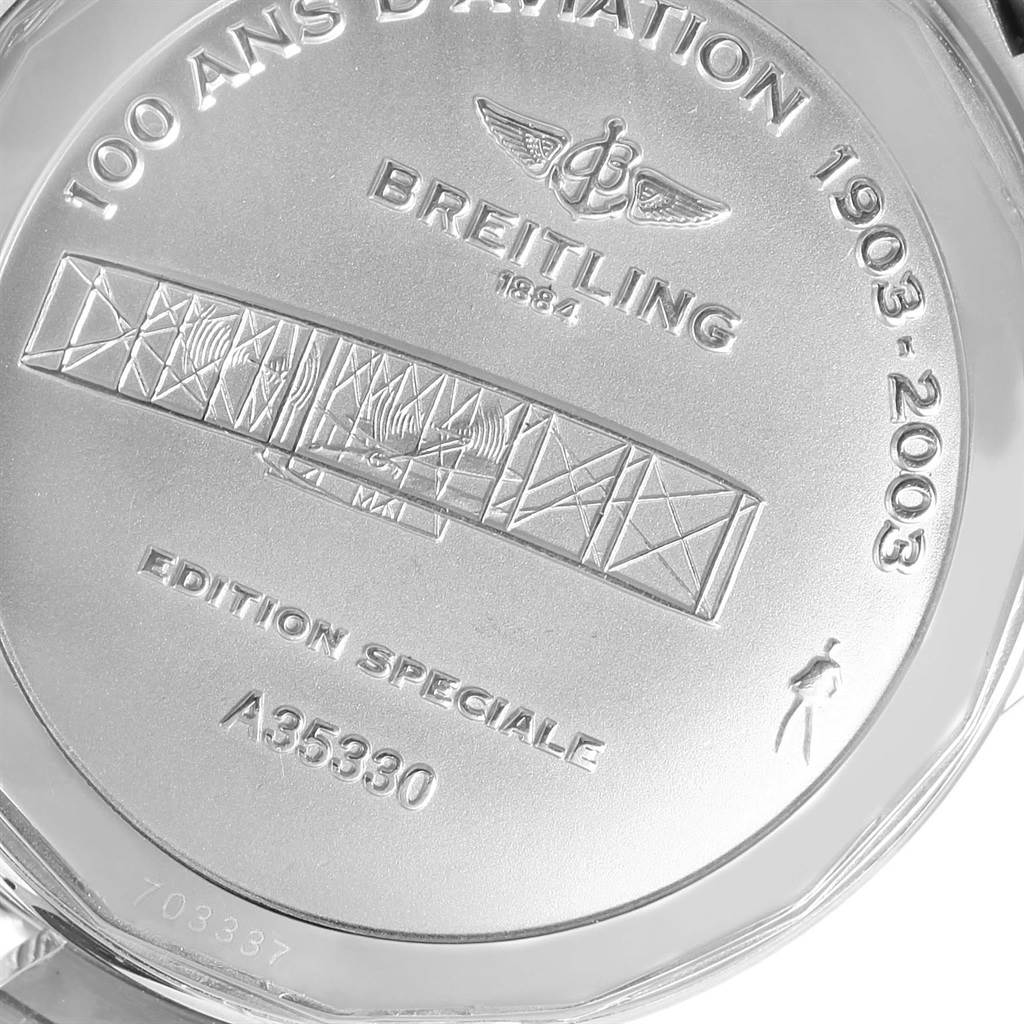 100 ANS D'AVIATION 1903-2003
BREITLING
1884
EDITION SPECIALE
A35330
703337